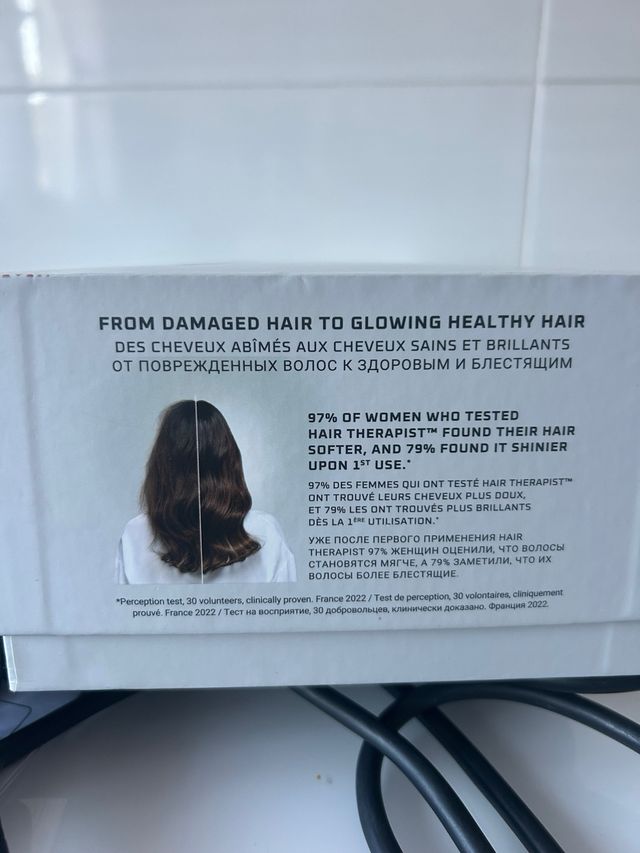 FROM DAMAGED HAIR TO GLOWING HEALTHY HAIR
DES CHEVEUX ABÎMÉS AUX CHEVEUX SAINS ET BRILLANTS
ОТ ПОВРЕЖДЕННЫХ ВОЛОС К ЗДОРОВЫМ И БЛЕСТЯЩИМ
97% OF WOMEN WHO TESTED
HAIR THERAPIST™ FOUND THEIR HAIR
SOFTER, AND 79% FOUND IT SHINIER
UPON 1ST USE.*
97% DES FEMMES QUI ONT TESTÉ HAIR THERAPIST™
ONT TROUVÉ LEURS CHEVEUX PLUS DOUX,
ET 79% LES ONT TROUVÉS PLUS BRILLANTS
DÈS LA 1ÈRE UTILISATION.*
УЖЕ ПОСЛЕ ПЕРВОГО ПРИМЕНЕНИЯ HAIR
THERAPIST 97% ЖЕНЩИН ОЦЕНИЛИ, ЧТО ВОЛОСЫ
СТАНОВЯТСЯ МЯГЧЕ, А 79% ЗАМЕТИЛИ, ЧТО ИХ
ВОЛОСЫ БОЛЕЕ БЛЕСТЯЩИЕ.
*Perception test, 30 volunteers, clinically proven. France 2022 / Test de perception, 30 volontaires, cliniquement
prouvé. France 2022 / Тест на восприятие, 30 добровольцев, клинически доказано. Франция 2022.